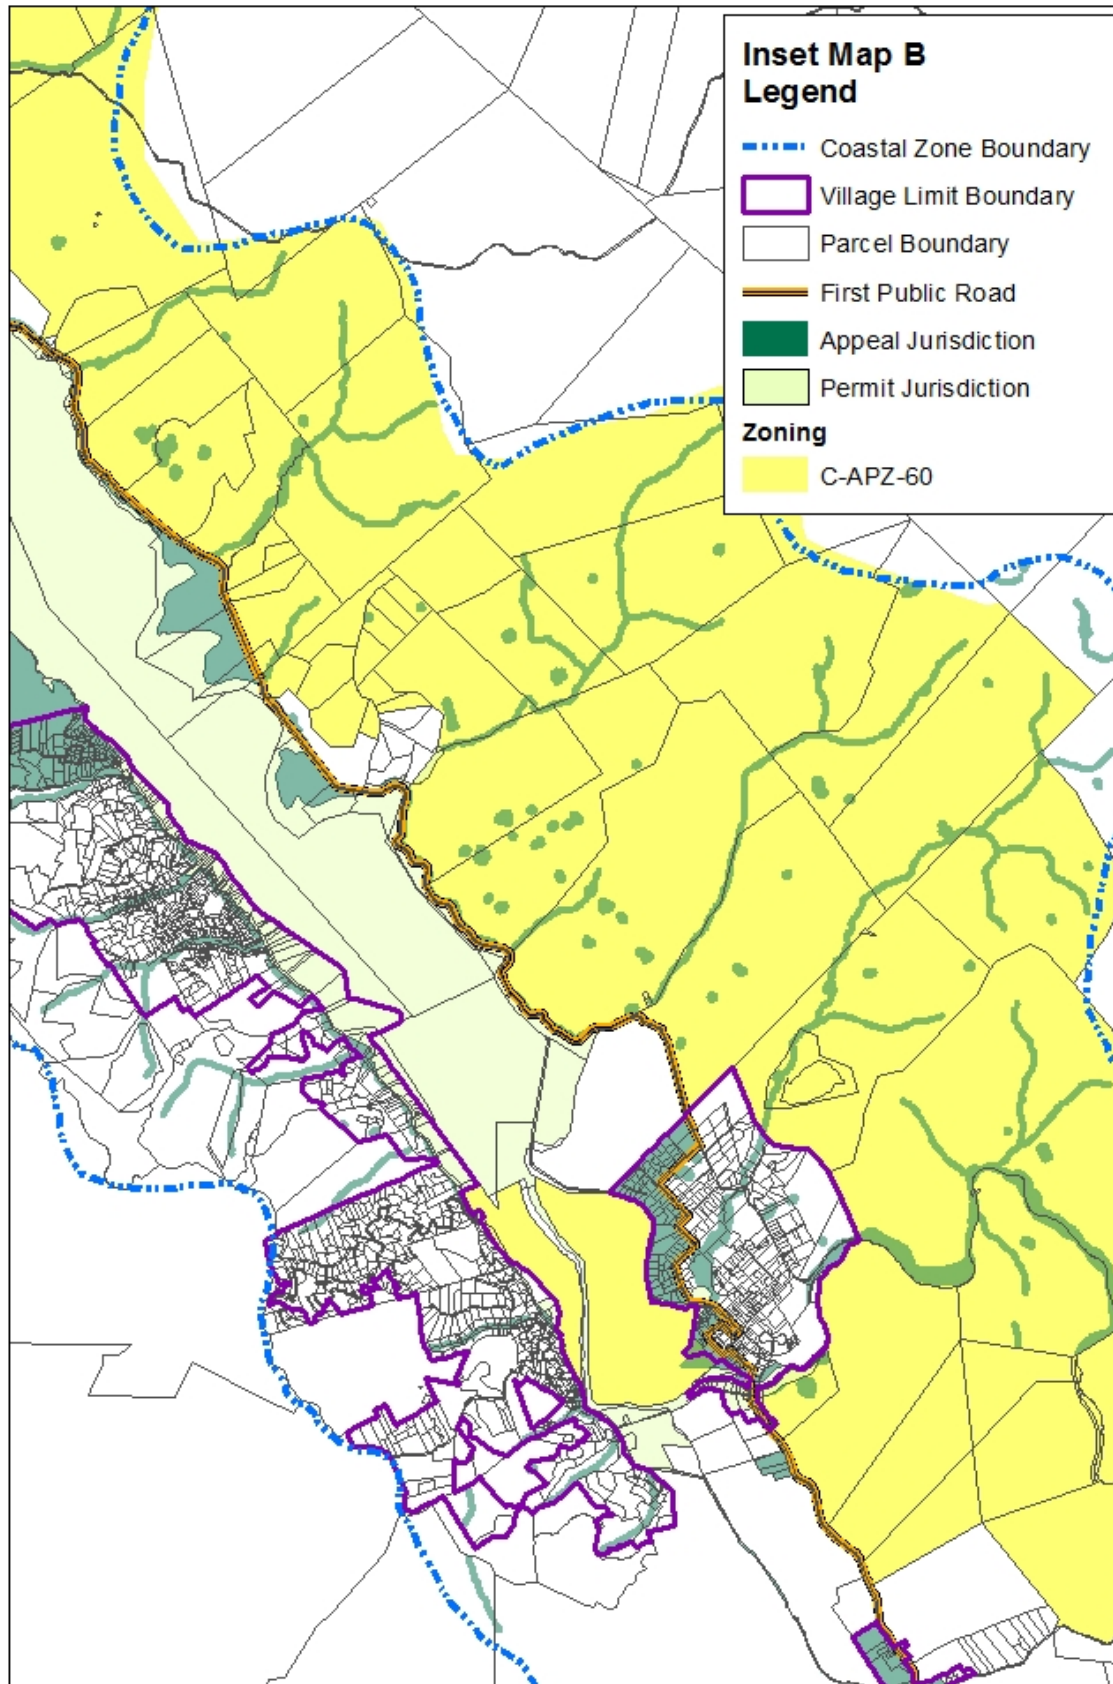 Inset Map B
Legend
Coastal Zone Boundary
Village Limit Boundary
Parcel Boundary
First Public Road
Appeal Jurisdiction
Permit Jurisdiction
Zoning
C-APZ-60